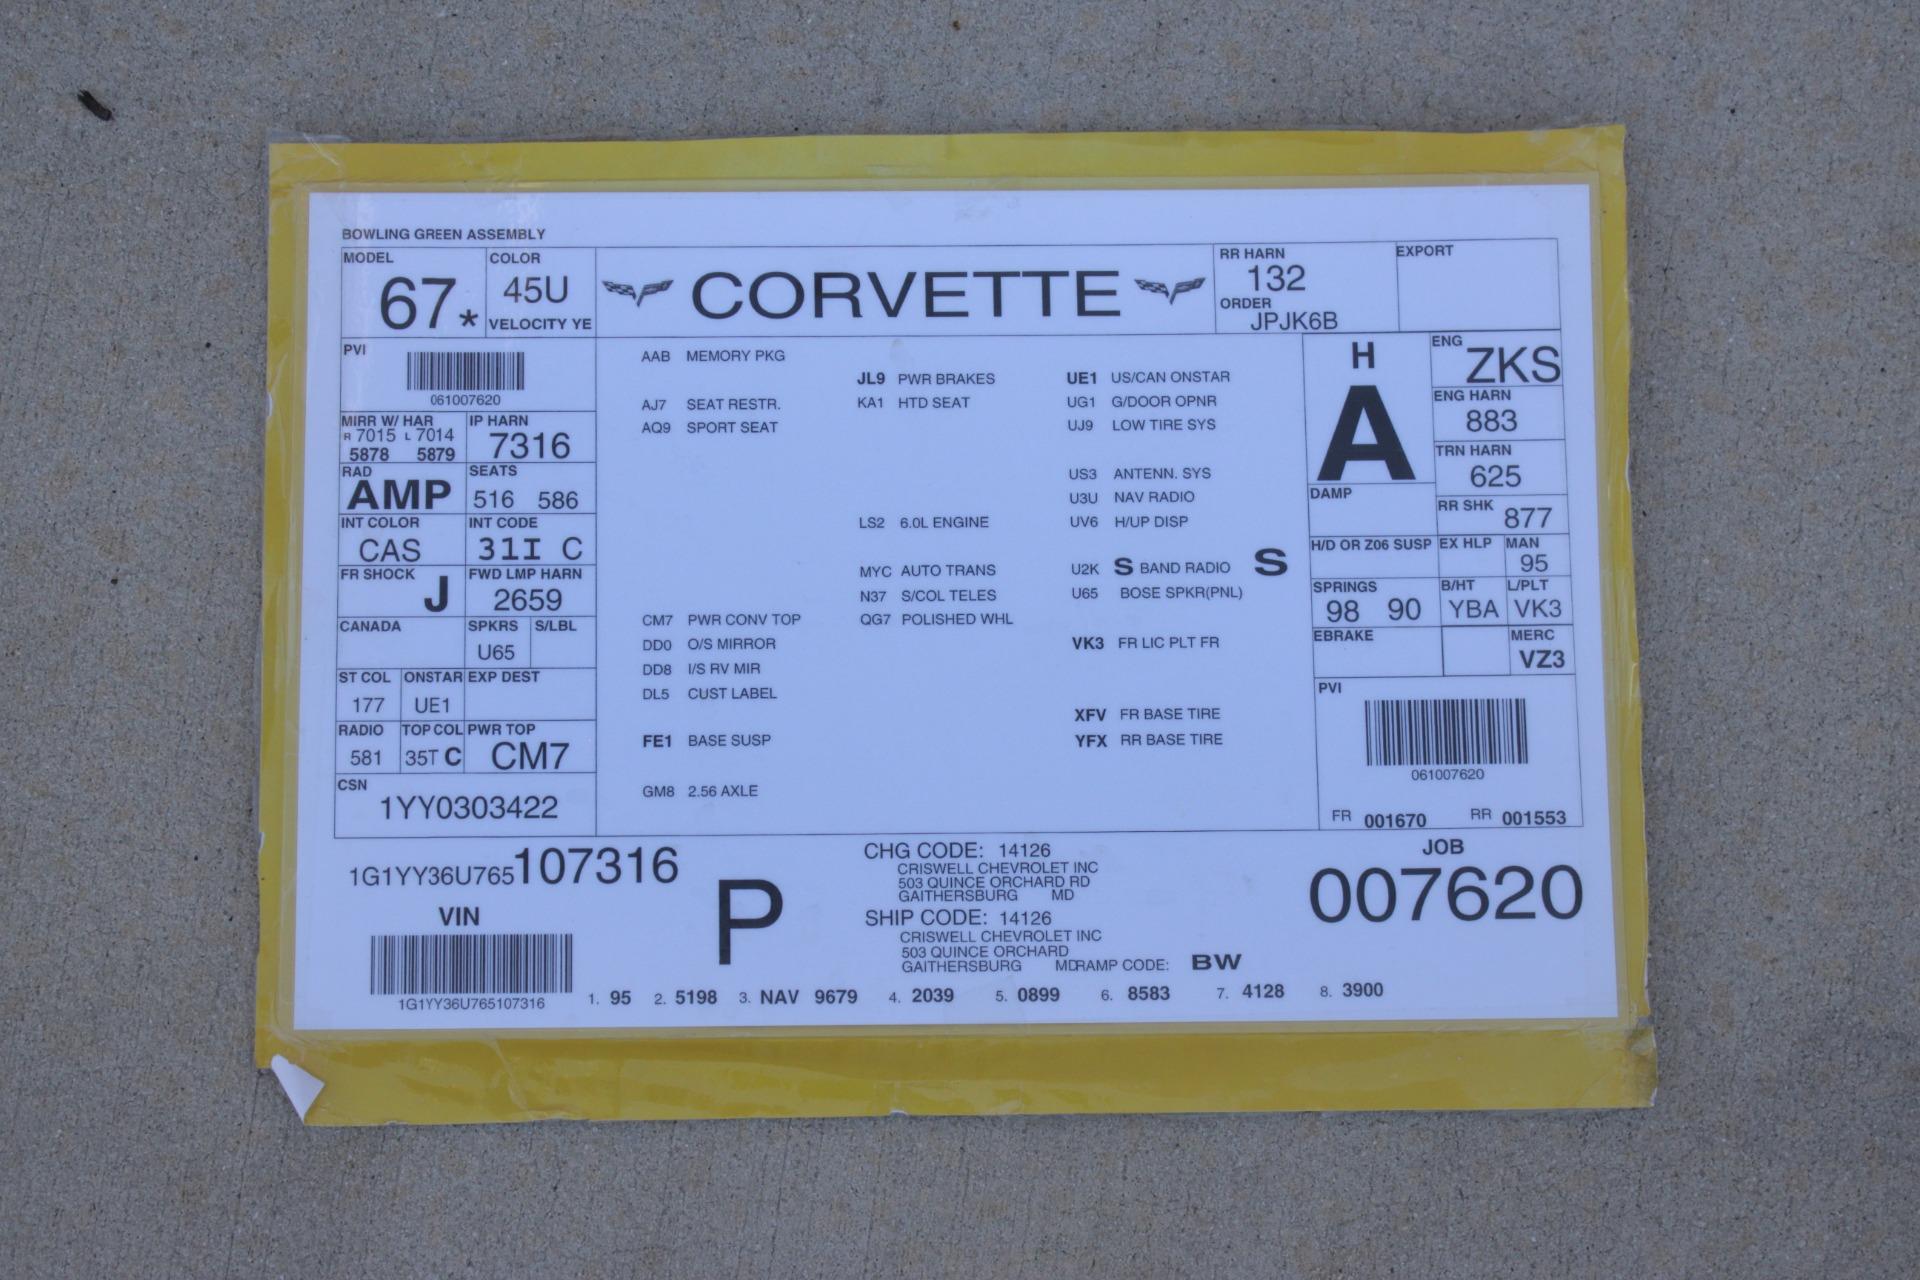 BOWLING GREEN ASSEMBLY
MODEL
67*
COLOR
45U
VELOCITY YE
CORVETTE
RR HARN
132
ORDER
JPJK6B
EXPORT
PVI
061007620
MIRR W/ HAR
R 7015 L 7014
5878 5879
IP HARN
7316
RAD
AMP
SEATS
516 586
INT COLOR
CAS
INT CODE
31I C
FR SHOCK
J
FWD LMP HARN
2659
CANADA
SPKRS
U65
S/LBL
ST COL
177
ONSTAR
UE1
EXP DEST
RADIO
581
TOP COL
35T C
PWR TOP
CM7
CSN
1YY0303422
AAB MEMORY PKG
AJ7 SEAT RESTR.
AQ9 SPORT SEAT
CM7 PWR CONV TOP
DD0 O/S MIRROR
DD8 I/S RV MIR
DL5 CUST LABEL
FE1 BASE SUSP
GM8 2.56 AXLE
JL9 PWR BRAKES
KA1 HTD SEAT
LS2 6.0L ENGINE
MYC AUTO TRANS
N37 S/COL TELES
QG7 POLISHED WHL
UE1 US/CAN ONSTAR
UG1 G/DOOR OPNR
UJ9 LOW TIRE SYS
US3 ANTENN. SYS
U3U NAV RADIO
UV6 H/UP DISP
U2K S BAND RADIO S
U65 BOSE SPKR(PNL)
VK3 FR LIC PLT FR
XFV FR BASE TIRE
YFX RR BASE TIRE
H
A
ENG
ZKS
ENG HARN
883
TRN HARN
625
DAMP
RR SHK
877
H/D OR Z06 SUSP
EX HLP
MAN
95
SPRINGS
98 90
B/HT
YBA
L/PLT
VK3
EBRAKE
MERC
VZ3
PVI
061007620
FR 001670 RR 001553
1G1YY36U765107316
VIN
1G1YY36U765107316
P
CHG CODE: 14126
CRISWELL CHEVROLET INC
503 QUINCE ORCHARD RD
GAITHERSBURG MD
SHIP CODE: 14126
CRISWELL CHEVROLET INC
503 QUINCE ORCHARD
GAITHERSBURG MDRAMP CODE: BW
JOB
007620
1. 95 2. 5198 3. NAV 9679 4. 2039 5. 0899 6. 8583 7. 4128 8. 3900